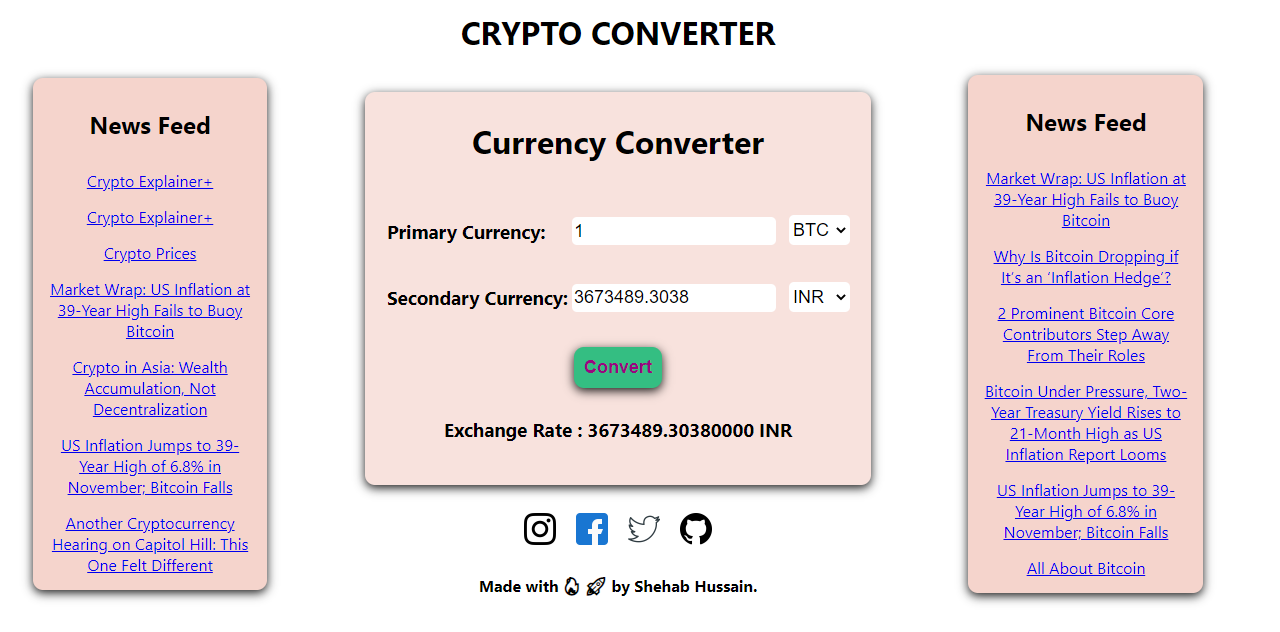 CRYPTO CONVERTER
News Feed
Crypto Explainer+
Crypto Explainer+
Crypto Prices
Market Wrap: US Inflation at
39-Year High Fails to Buoy
Bitcoin
Crypto in Asia: Wealth
Accumulation, Not
Decentralization
US Inflation Jumps to 39-
Year High of 6.8% in
November; Bitcoin Falls
Another Cryptocurrency
Hearing on Capitol Hill: This
One Felt Different
Currency Converter
Primary Currency: 1 BTC
Secondary Currency: 3673489.3038 INR
Convert
Exchange Rate : 3673489.30380000 INR
Made with by Shehab Hussain.
News Feed
Market Wrap: US Inflation at
39-Year High Fails to Buoy
Bitcoin
Why Is Bitcoin Dropping if
It’s an ‘Inflation Hedge’?
2 Prominent Bitcoin Core
Contributors Step Away
From Their Roles
Bitcoin Under Pressure, Two-
Year Treasury Yield Rises to
21-Month High as US
Inflation Report Looms
US Inflation Jumps to 39-
Year High of 6.8% in
November; Bitcoin Falls
All About Bitcoin